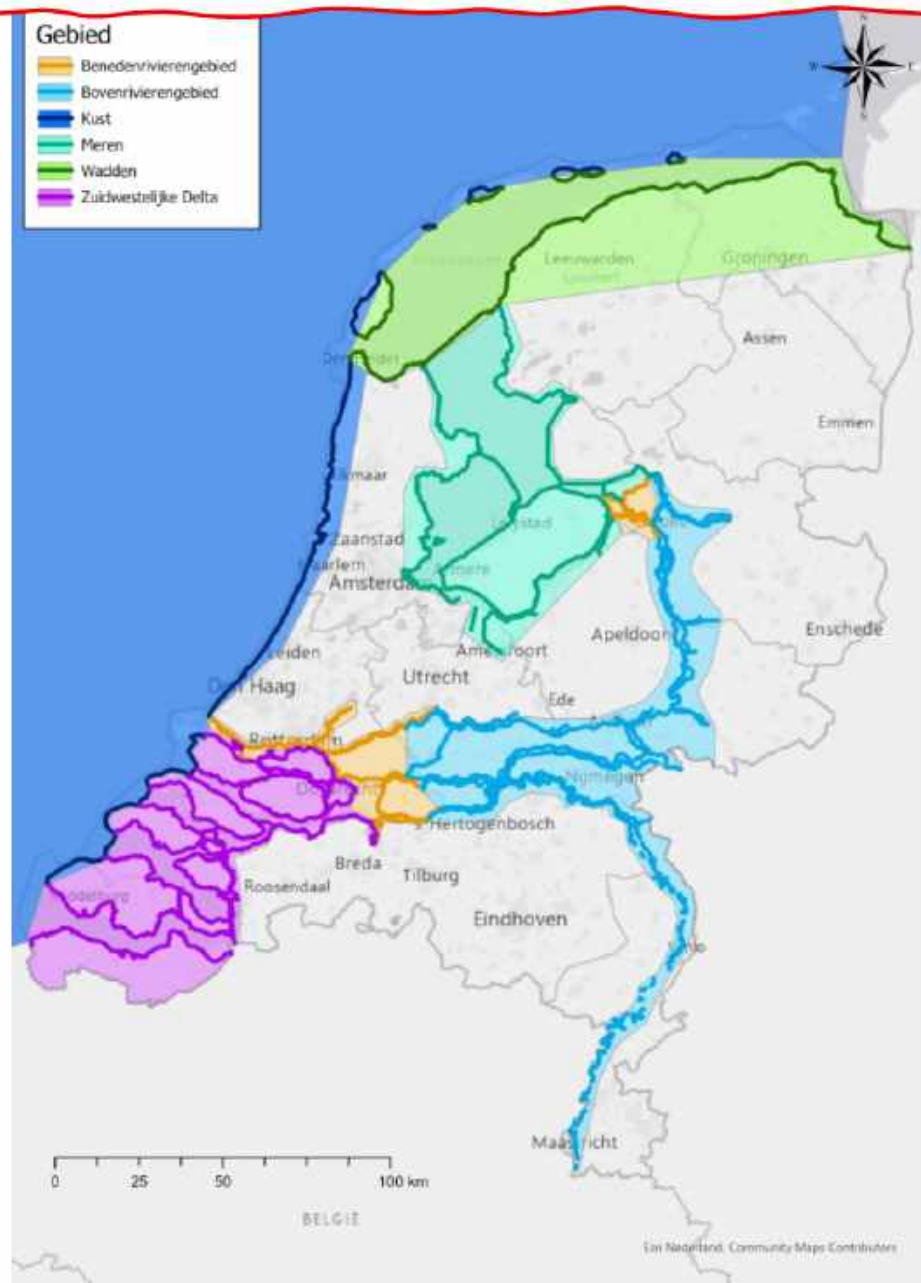 Gebied
Benedenrivierengebied
Bovenrivierengebied
Kust
Meren
Wadden
Zuidwestelijke Delta
N
W
E
Leeuwarden
Groningen
Assen
Emmen
Zaanstad
Haarlem
Amsterdam
Apeldoorn
Enschede
Leiden
Amersfoort
Utrecht
Den Haag
Ede
Rotterdam
Nijmegen
Hertogenbosch
Breda
Tilburg
Roosendaal
Eindhoven
Maastricht
0 25 50 100 km
BELGIË
Esri Nederland, Community Maps Contributors